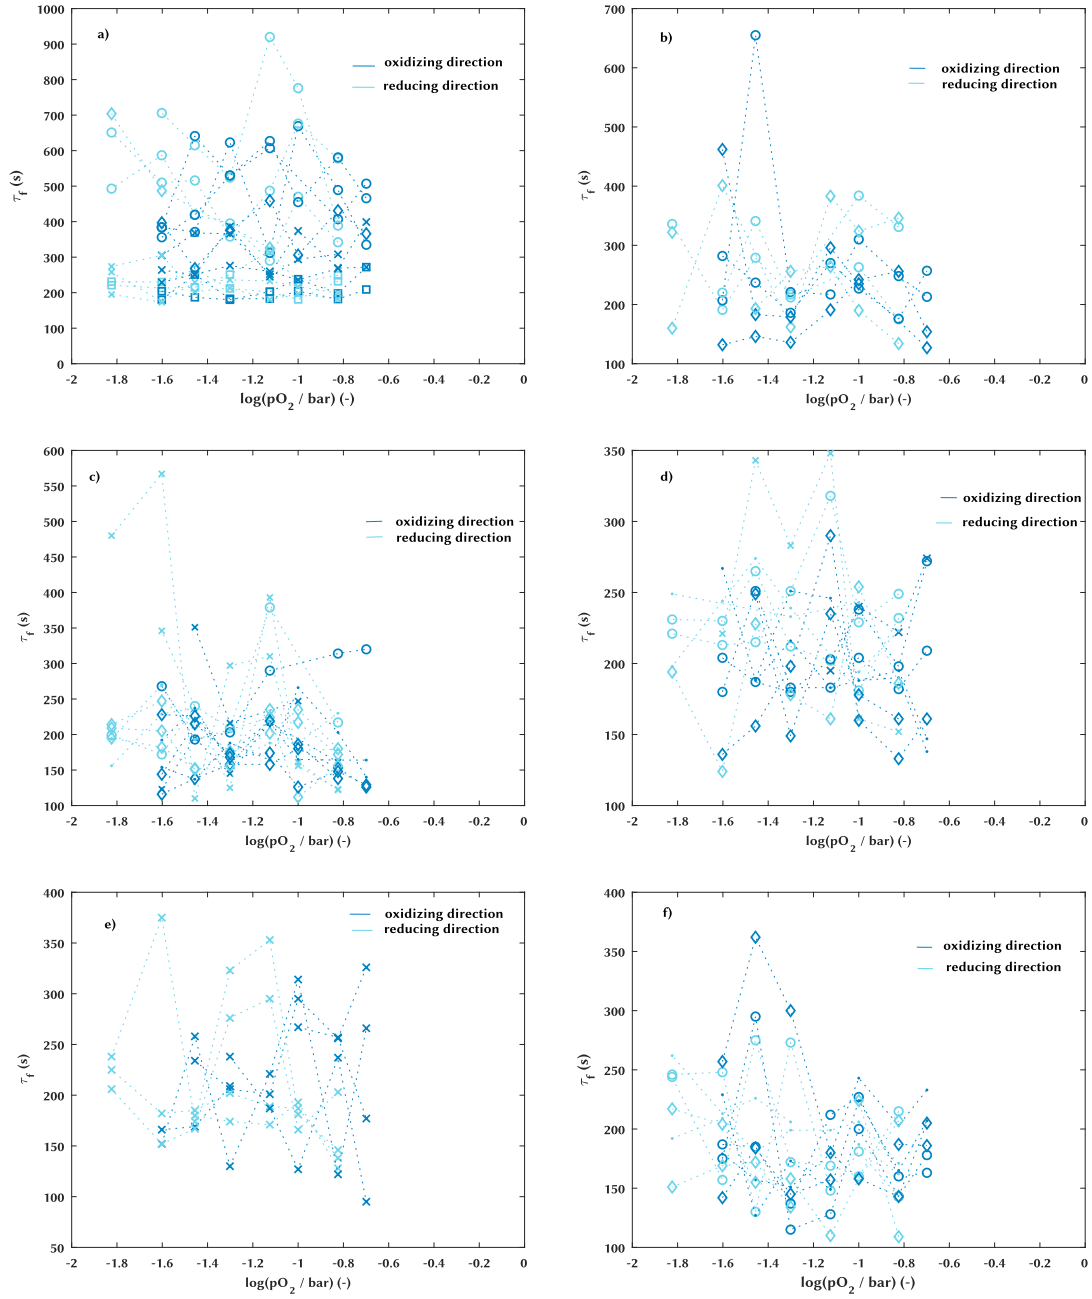 a)
oxidizing direction
reducing direction
1000
900
800
700
600
500
400
300
200
100
0
τf (s)
-2 -1.8 -1.6 -1.4 -1.2 -1 -0.8 -0.6 -0.4 -0.2 0
log(pO2 / bar) (-)
b)
oxidizing direction
reducing direction
700
600
500
400
300
200
100
τf (s)
-2 -1.8 -1.6 -1.4 -1.2 -1 -0.8 -0.6 -0.4 -0.2 0
log(pO2 / bar) (-)
c)
oxidizing direction
reducing direction
600
550
500
450
400
350
300
250
200
150
100
τf (s)
-2 -1.8 -1.6 -1.4 -1.2 -1 -0.8 -0.6 -0.4 -0.2 0
log(pO2 / bar) (-)
d)
oxidizing direction
reducing direction
350
300
250
200
150
100
τf (s)
-2 -1.8 -1.6 -1.4 -1.2 -1 -0.8 -0.6 -0.4 -0.2 0
log(pO2 / bar) (-)
e)
oxidizing direction
reducing direction
400
350
300
250
200
150
100
50
τf (s)
-2 -1.8 -1.6 -1.4 -1.2 -1 -0.8 -0.6 -0.4 -0.2 0
log(pO2 / bar) (-)
f)
oxidizing direction
reducing direction
400
350
300
250
200
150
100
τf (s)
-2 -1.8 -1.6 -1.4 -1.2 -1 -0.8 -0.6 -0.4 -0.2 0
log(pO2 / bar) (-)